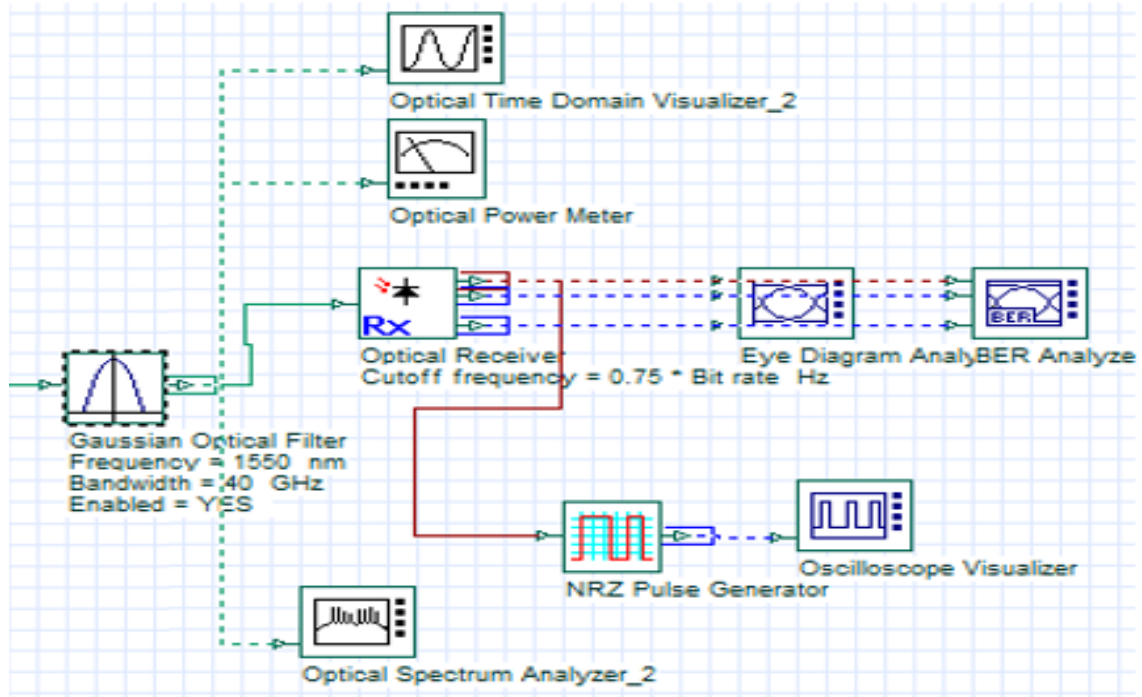 Optical Time Domain Visualizer_2
Optical Power Meter
Rx
BER
Optical Receiver
Cutoff frequency = 0.75 * Bit rate  Hz
Eye Diagram Analy
BER Analyze
Gaussian Optical Filter
Frequency = 1550  nm
Bandwidth = 40  GHz
Enabled = YES
NRZ Pulse Generator
Oscilloscope Visualizer
Optical Spectrum Analyzer_2